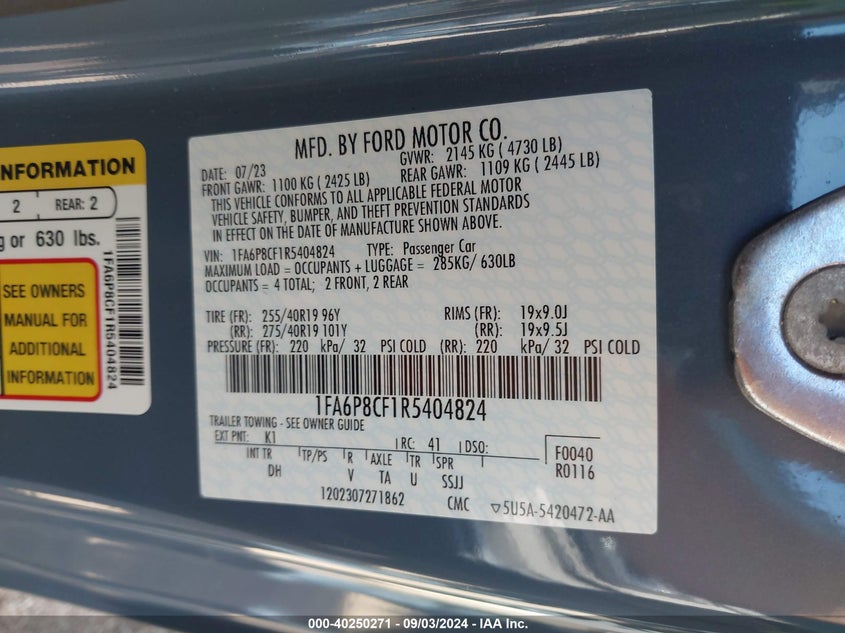 INFORMATION
2 REAR: 2
g or 630 lbs.
SEE OWNERS
MANUAL FOR
ADDITIONAL
INFORMATION
1FA6P8CF1R5404824
MFD. BY FORD MOTOR CO.
DATE: 07/23 GVWR: 2145 KG ( 4730 LB)
FRONT GAWR: 1100 KG ( 2425 LB) REAR GAWR: 1109 KG ( 2445 LB)
THIS VEHICLE CONFORMS TO ALL APPLICABLE FEDERAL MOTOR
VEHICLE SAFETY, BUMPER, AND THEFT PREVENTION STANDARDS
IN EFFECT ON THE DATE OF MANUFACTURE SHOWN ABOVE.
VIN: 1FA6P8CF1R5404824 TYPE: Passenger Car
MAXIMUM LOAD = OCCUPANTS + LUGGAGE = 285KG/ 630LB
OCCUPANTS = 4 TOTAL; 2 FRONT, 2 REAR
TIRE (FR): 255/40R19 96Y RIMS (FR): 19x9.0J
(RR): 275/40R19 101Y (RR): 19x9.5J
PRESSURE (FR): 220 kPa/ 32 PSI COLD (RR): 220 kPa/ 32 PSI COLD
1FA6P8CF1R5404824
TRAILER TOWING - SEE OWNER GUIDE
EXT PNT: K1 RC: 41 DSO: F0040
INT TR TP/PS R AXLE TR SPR R0116
DH V TA U SSJJ
1202307271862 CMC ▽5U5A-5420472-AA
000-40250271 - 09/03/2024 - IAA Inc.